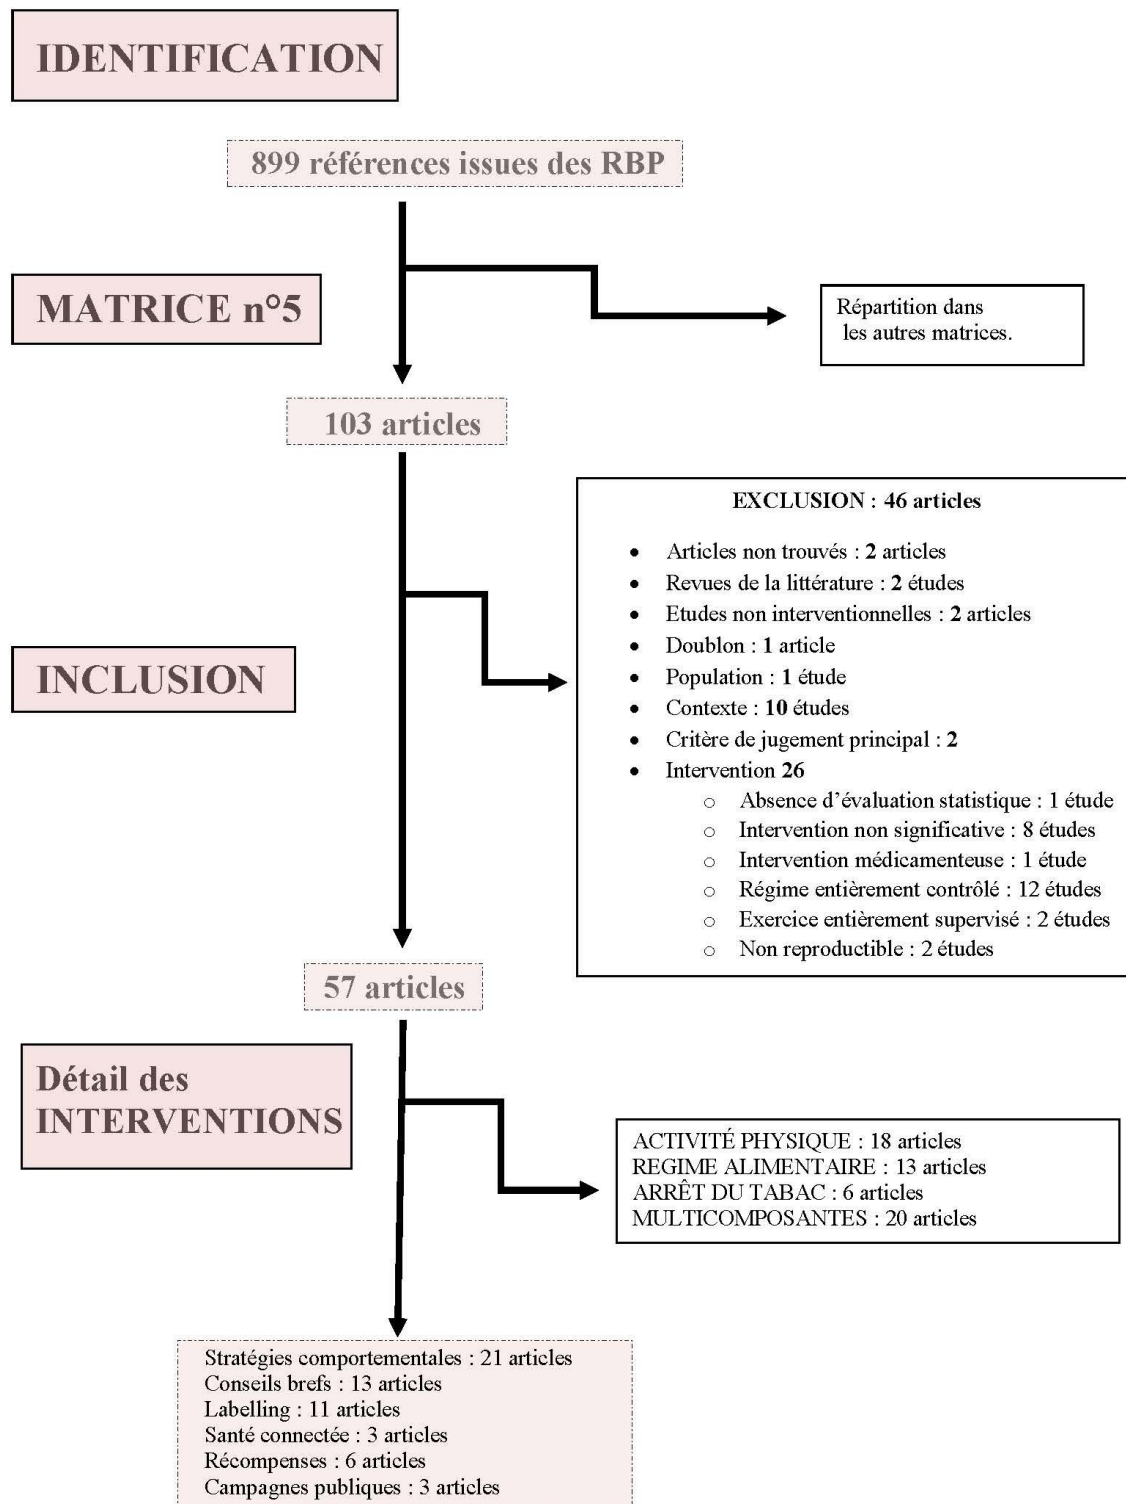 IDENTIFICATION
899 références issues des RBP
MATRICE n°5
Répartition dans
les autres matrices.
103 articles
EXCLUSION : 46 articles
• Articles non trouvés : 2 articles
• Revues de la littérature : 2 études
• Etudes non interventionnelles : 2 articles
• Doublon : 1 article
• Population : 1 étude
• Contexte : 10 études
• Critère de jugement principal : 2
• Intervention 26
o Absence d’évaluation statistique : 1 étude
o Intervention non significative : 8 études
o Intervention médicamenteuse : 1 étude
o Régime entièrement contrôlé : 12 études
o Exercice entièrement supervisé : 2 études
o Non reproductible : 2 études
INCLUSION
57 articles
Détail des
INTERVENTIONS
ACTIVITÉ PHYSIQUE : 18 articles
REGIME ALIMENTAIRE : 13 articles
ARRÊT DU TABAC : 6 articles
MULTICOMPOSANTES : 20 articles
Stratégies comportementales : 21 articles
Conseils brefs : 13 articles
Labelling : 11 articles
Santé connectée : 3 articles
Récompenses : 6 articles
Campagnes publiques : 3 articles